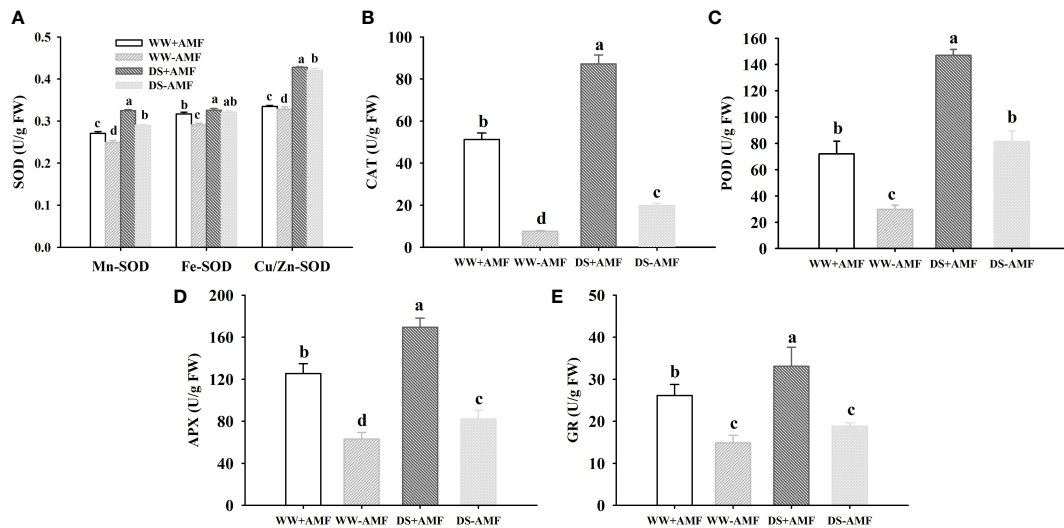 A
SOD (U/g FW)
0.5
0.4
0.3
0.2
0.1
0.0
WW+AMF
WW-AMF
DS+AMF
DS-AMF
c d a b
b c a ab
c d a b
Mn-SOD Fe-SOD Cu/Zn-SOD
B
CAT (U/g FW)
100
80
60
40
20
0
b d a c
WW+AMF WW-AMF DS+AMF DS-AMF
C
POD (U/g FW)
160
140
120
100
80
60
40
20
0
b c a b
WW+AMF WW-AMF DS+AMF DS-AMF
D
APX (U/g FW)
200
160
120
80
40
0
b d a c
WW+AMF WW-AMF DS+AMF DS-AMF
E
GR (U/g FW)
50
40
30
20
10
0
b c a c
WW+AMF WW-AMF DS+AMF DS-AMF